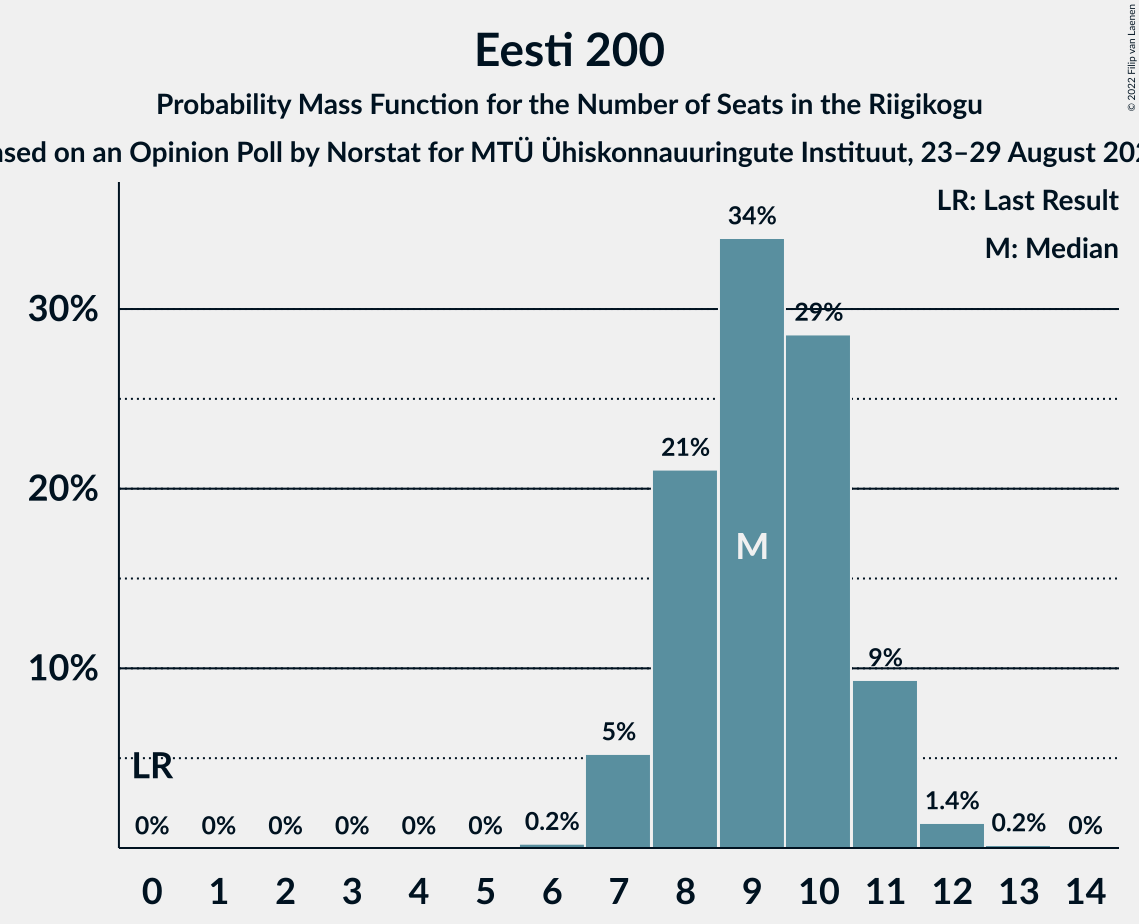 © 2022 Filip van Laenen
Eesti 200
Probability Mass Function for the Number of Seats in the Riigikogu
on an Opinion Poll by Norstat for MTÜ Ühiskonnauuringute Instituut, 23–29 August
LR: Last Result
M: Median
34%
30%
29%
21%
20%
M
10%
9%
5%
LR
0% 0% 0% 0% 0% 0% 0.2% 1.4% 0.2% 0%
0 1 2 3 4 5 6 7 8 9 10 11 12 13 14